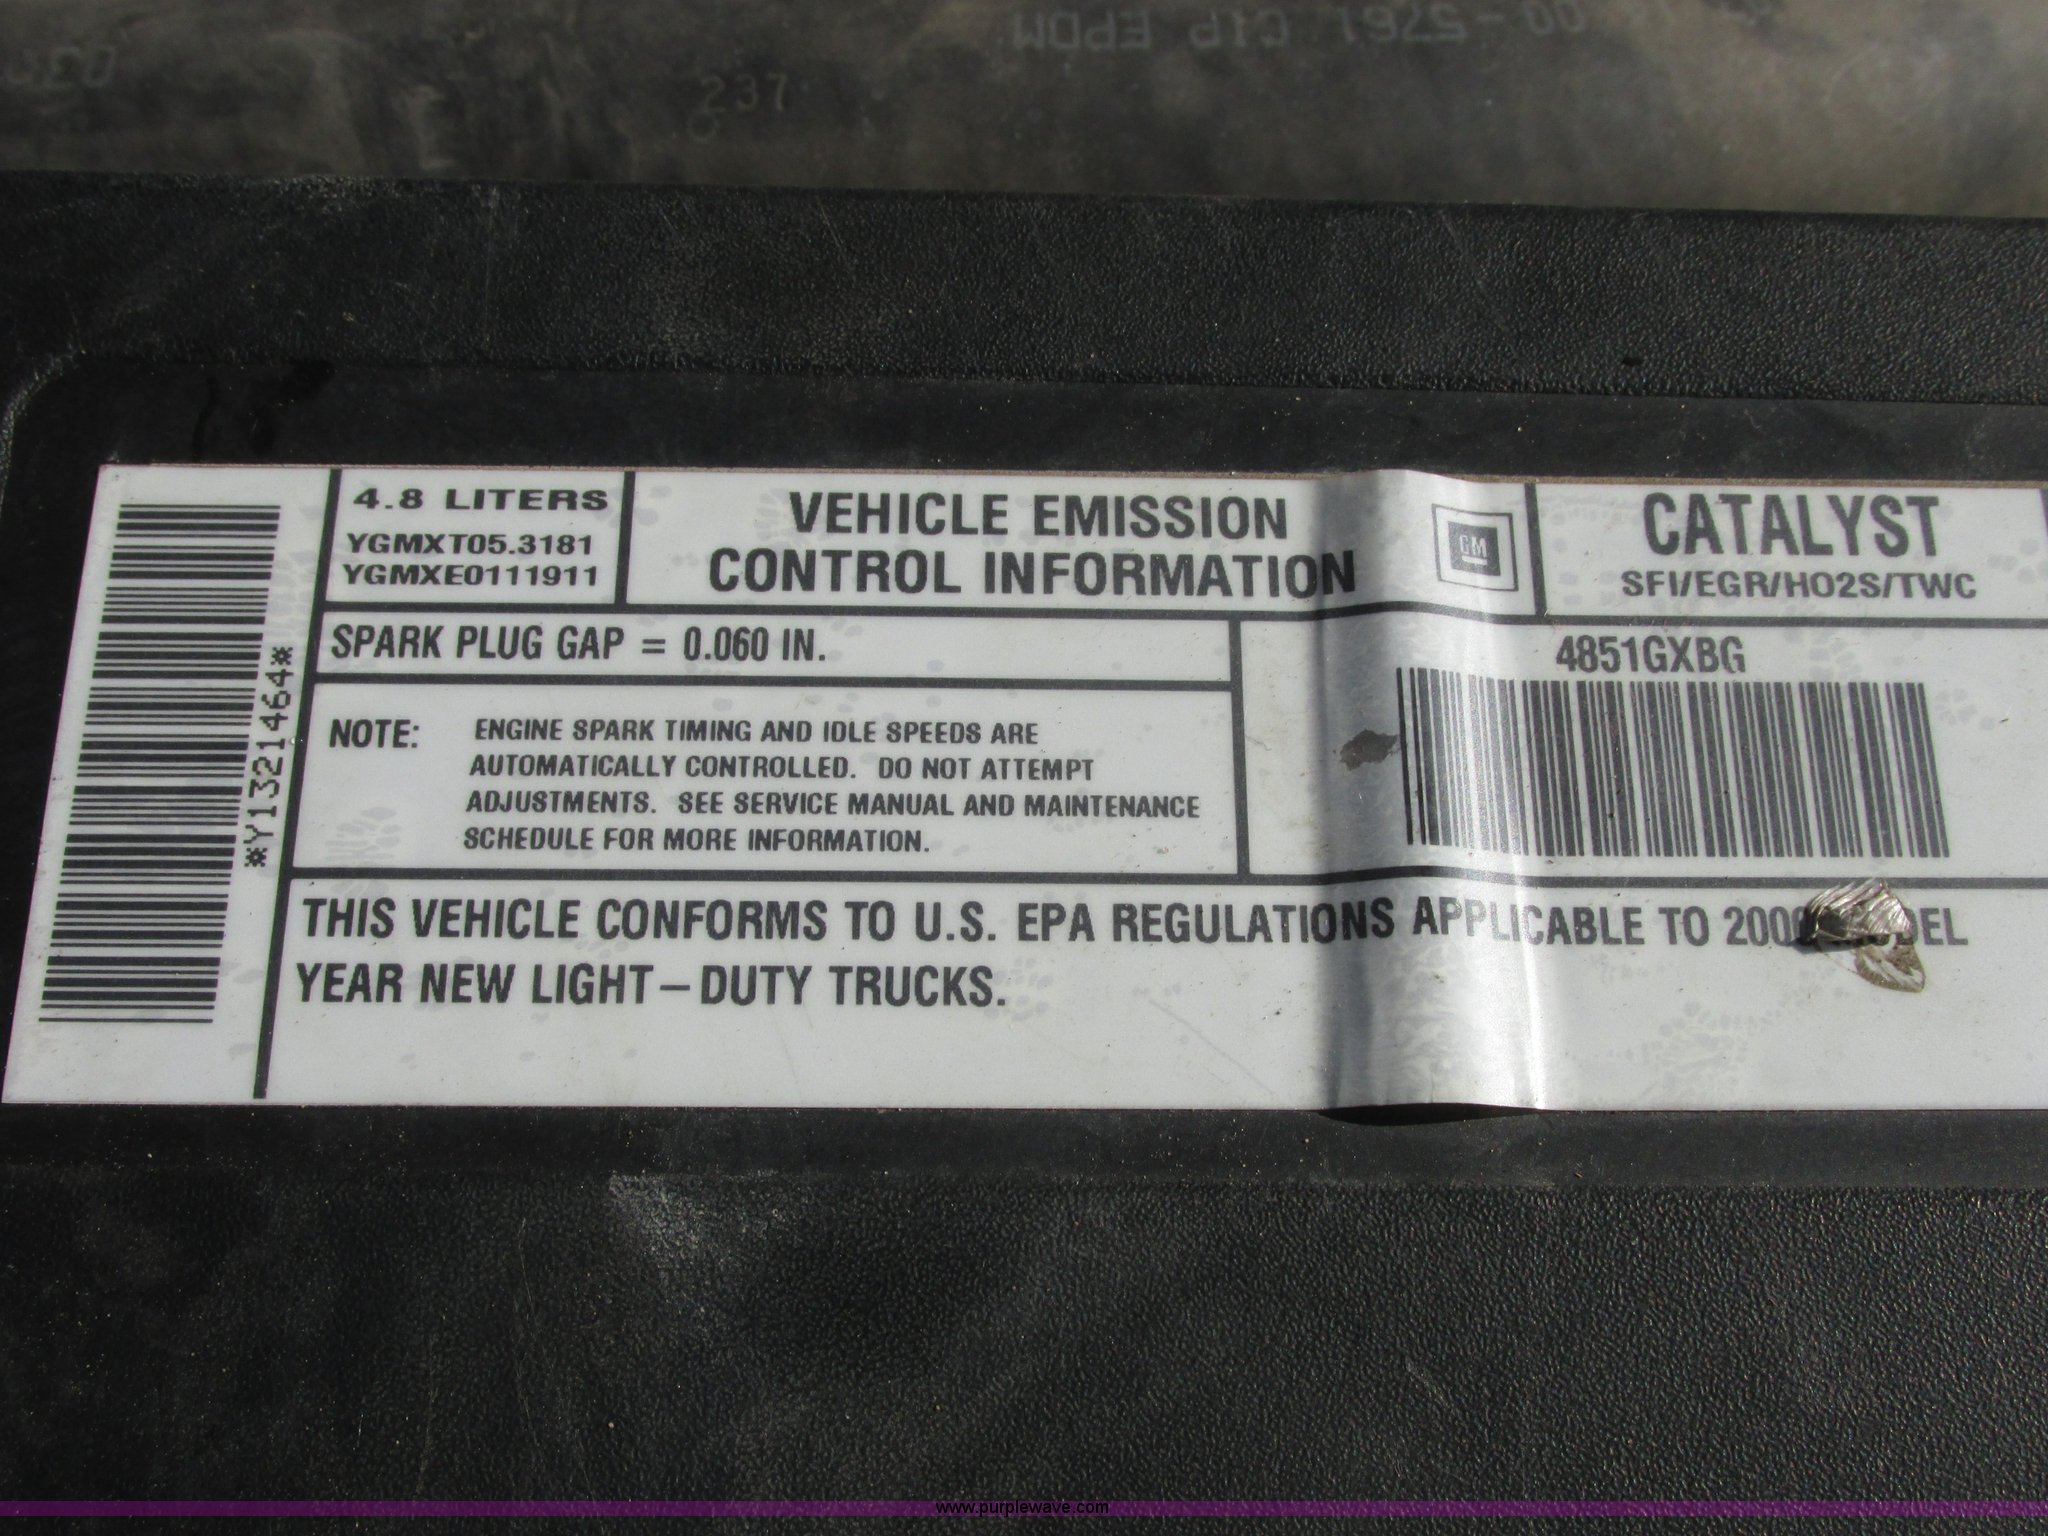 237
4.8 LITERS
YGMXT05.3181
YGMXE0111911
VEHICLE EMISSION
CONTROL INFORMATION
GM
CATALYST
SFI/EGR/HO2S/TWC
SPARK PLUG GAP = 0.060 IN.
4851GXBG
*Y1321464*
NOTE: ENGINE SPARK TIMING AND IDLE SPEEDS ARE
AUTOMATICALLY CONTROLLED. DO NOT ATTEMPT
ADJUSTMENTS. SEE SERVICE MANUAL AND MAINTENANCE
SCHEDULE FOR MORE INFORMATION.
THIS VEHICLE CONFORMS TO U.S. EPA REGULATIONS APPLICABLE TO 2000 MODEL
YEAR NEW LIGHT-DUTY TRUCKS.
www.purplewave.com